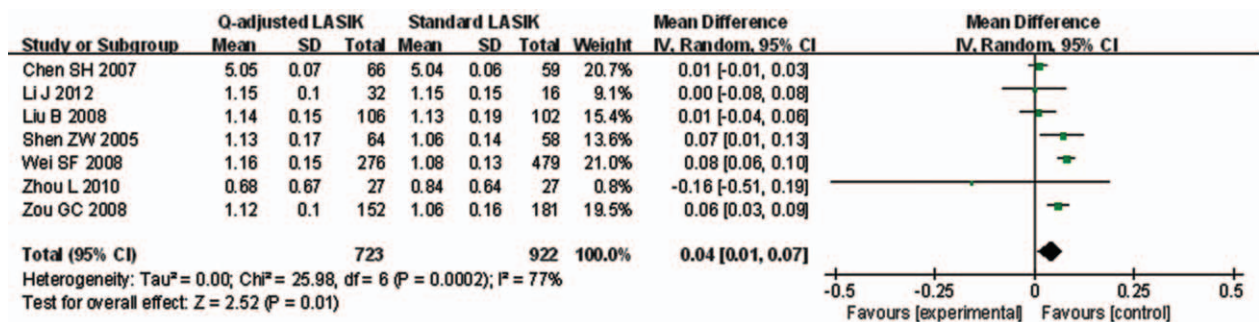 Q-adjusted LASIK Standard LASIK Mean Difference Mean Difference
Study or Subgroup Mean SD Total Mean SD Total Weight IV, Random, 95% CI IV, Random, 95% CI
Chen SH 2007 5.05 0.07 66 5.04 0.06 59 20.7% 0.01 [-0.01, 0.03]
Li J 2012 1.15 0.1 32 1.15 0.15 16 9.1% 0.00 [-0.08, 0.08]
Liu B 2008 1.14 0.15 106 1.13 0.19 102 15.4% 0.01 [-0.04, 0.06]
Shen ZW 2005 1.13 0.17 64 1.06 0.14 58 13.6% 0.07 [0.01, 0.13]
Wei SF 2008 1.16 0.15 276 1.08 0.13 479 21.0% 0.08 [0.06, 0.10]
Zhou L 2010 0.68 0.67 27 0.84 0.64 27 0.8% -0.16 [-0.51, 0.19]
Zou GC 2008 1.12 0.1 152 1.06 0.16 181 19.5% 0.06 [0.03, 0.09]
Total (95% CI) 723 922 100.0% 0.04 [0.01, 0.07]
Heterogeneity: Tau² = 0.00; Chi² = 25.98, df = 6 (P = 0.0002); I² = 77%
Test for overall effect: Z = 2.52 (P = 0.01)
-0.5 -0.25 0 0.25 0.5
Favours [experimental] Favours [control]